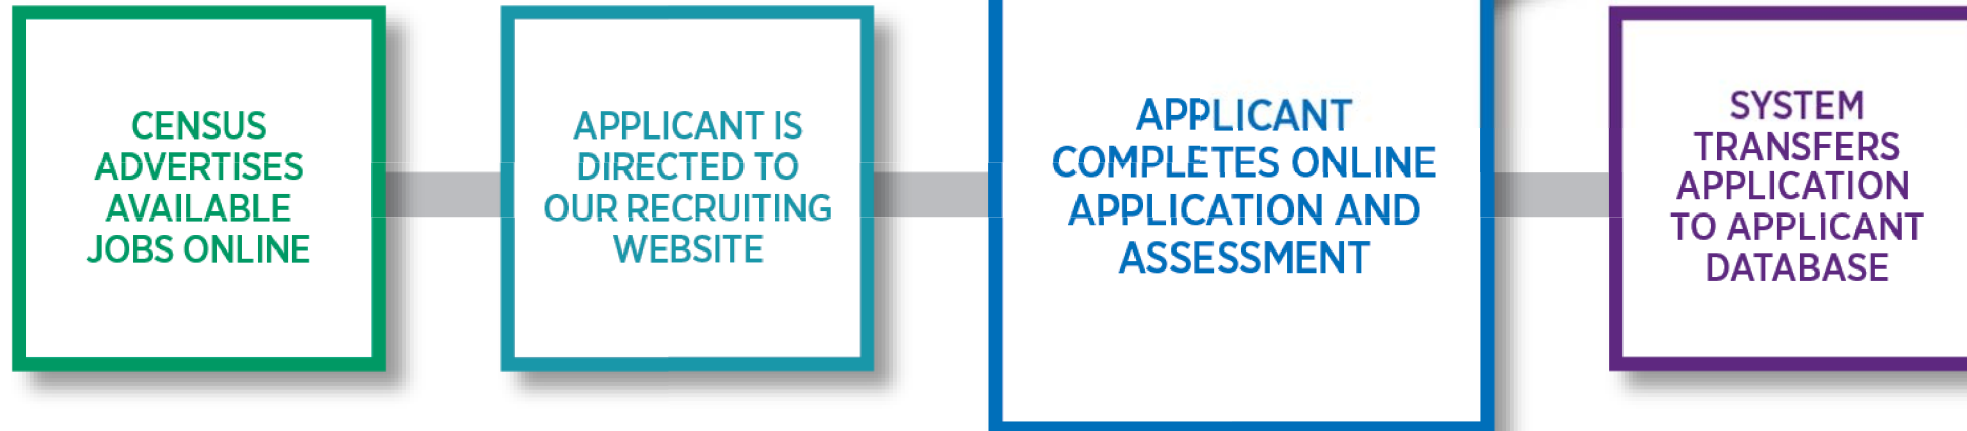 CENSUS
ADVERTISES
AVAILABLE
JOBS ONLINE
APPLICANT IS
DIRECTED TO
OUR RECRUITING
WEBSITE
APPLICANT
COMPLETES ONLINE
APPLICATION AND
ASSESSMENT
SYSTEM
TRANSFERS
APPLICATION
TO APPLICANT
DATABASE